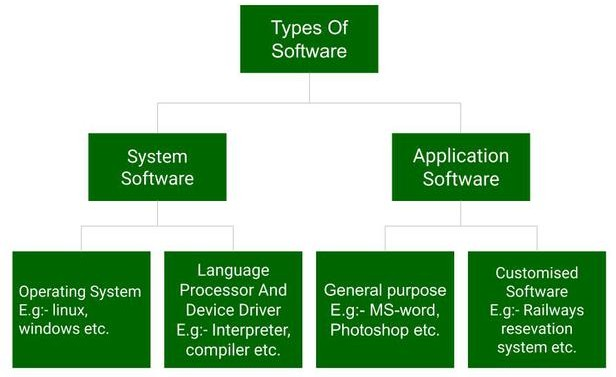 Types Of
Software
System
Software
Application
Software
Operating System
E.g:- linux,
windows etc.
Language
Processor And
Device Driver
E.g:- Interpreter,
compiler etc.
General purpose
E.g:- MS-word,
Photoshop etc.
Customised
Software
E.g:- Railways
resevation
system etc.